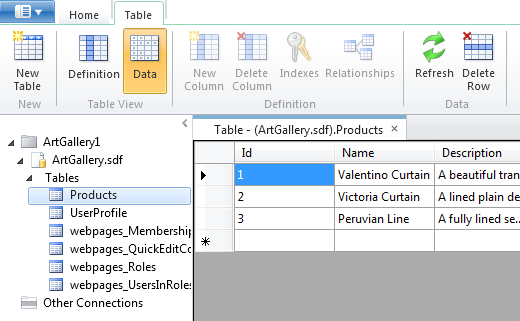 Home Table
New Table
Definition
Data
New Column
Delete Column
Indexes
Relationships
Refresh
Delete Row
New
Table View
Definition
Data
ArtGallery1
ArtGallery.sdf
Tables
Products
UserProfile
webpages_Membership
webpages_QuickEditCo
webpages_Roles
webpages_UsersInRoles
Other Connections
Table - (ArtGallery.sdf).Products ×
Id Name Description
1 Valentino Curtain A beautiful tran
2 Victoria Curtain A lined plain de
3 Peruvian Line A fully lined se...